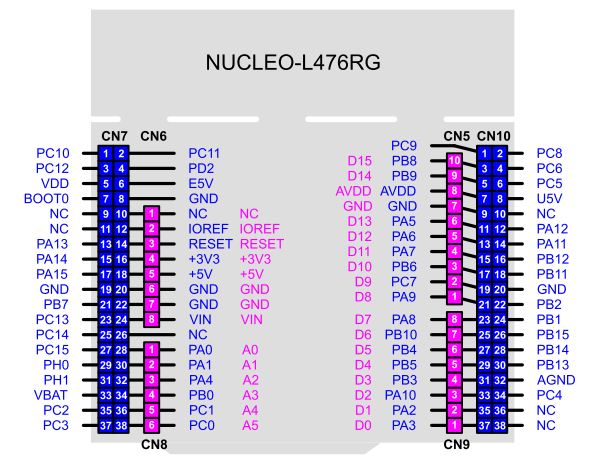 NUCLEO-L476RG
CN7 CN6 CN5 CN10
PC9
PC10 1 2 PC11 D15 PB8 10 1 2 PC8
PC12 3 4 PD2 D14 PB9 9 3 4 PC6
VDD 5 6 E5V AVDD AVDD 8 5 6 PC5
BOOT0 7 8 GND GND GND 7 7 8 U5V
NC 9 10 1 NC NC D13 PA5 6 9 10 NC
NC 11 12 2 IOREF IOREF D12 PA6 5 11 12 PA12
PA13 13 14 3 RESET RESET D11 PA7 4 13 14 PA11
PA14 15 16 4 +3V3 +3V3 D10 PB6 3 15 16 PB12
PA15 17 18 5 +5V +5V D9 PC7 2 17 18 PB11
GND 19 20 6 GND GND D8 PA9 1 19 20 GND
PB7 21 22 7 GND GND 21 22 PB2
PC13 23 24 8 VIN VIN D7 PA8 8 23 24 PB1
PC14 25 26 NC D6 PB10 7 25 26 PB15
PC15 27 28 1 PA0 A0 D5 PB4 6 27 28 PB14
PH0 29 30 2 PA1 A1 D4 PB5 5 29 30 PB13
PH1 31 32 3 PA4 A2 D3 PB3 4 31 32 AGND
VBAT 33 34 4 PB0 A3 D2 PA10 3 33 34 PC4
PC2 35 36 5 PC1 A4 D1 PA2 2 35 36 NC
PC3 37 38 6 PC0 A5 D0 PA3 1 37 38 NC
CN8 CN9